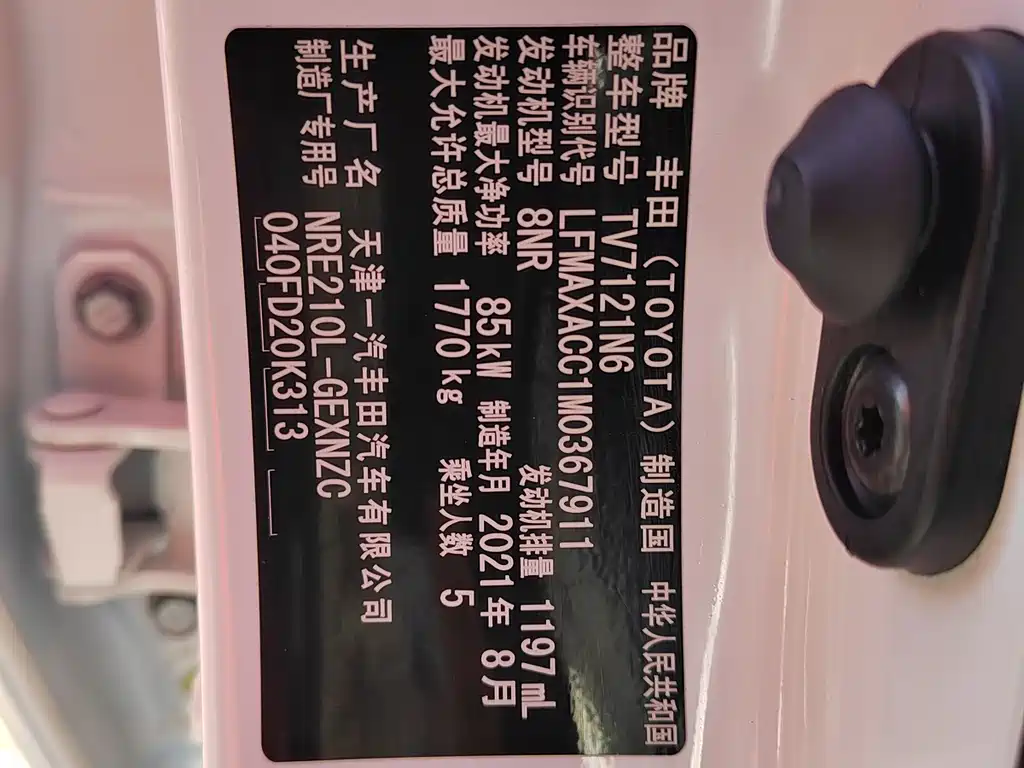 品牌 丰田（TOYOTA） 制造国 中华人民共和国
整车型号 TV7121N6
车辆识别代号 LFMAXACC1M0367911
发动机型号 8NR 发动机排量 1197mL
发动机最大净功率 85kW 制造年月 2021年 8月
最大允许总质量 1770kg 乘坐人数 5
生产厂名 天津一汽丰田汽车有限公司
制造厂专用号 NRE210L-GEXNZC
040FD20K313